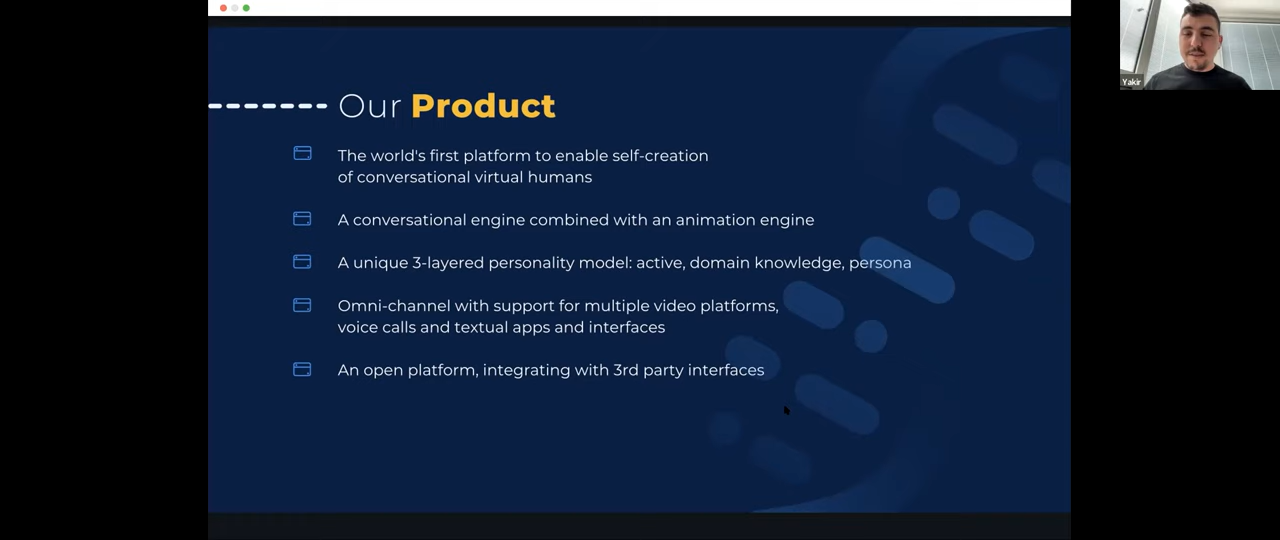 Our Product
The world's first platform to enable self-creation
of conversational virtual humans
A conversational engine combined with an animation engine
A unique 3-layered personality model: active, domain knowledge, persona
Omni-channel with support for multiple video platforms,
voice calls and textual apps and interfaces
An open platform, integrating with 3rd party interfaces
Yakir